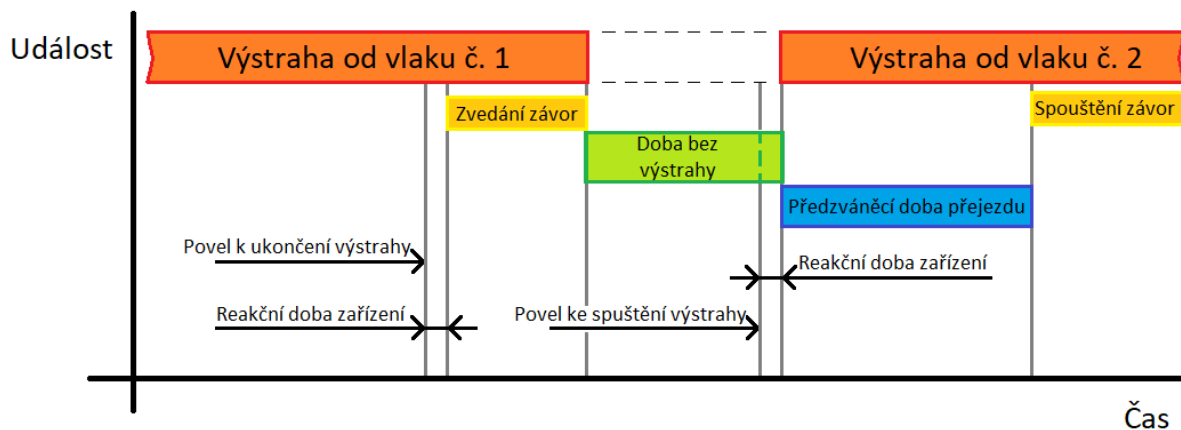 Událost
Výstraha od vlaku č. 1
Výstraha od vlaku č. 2
Zvedání závor
Spouštění závor
Doba bez
výstrahy
Předzváněcí doba přejezdu
Povel k ukončení výstrahy
Reakční doba zařízení
Reakční doba zařízení
Povel ke spuštění výstrahy
Čas